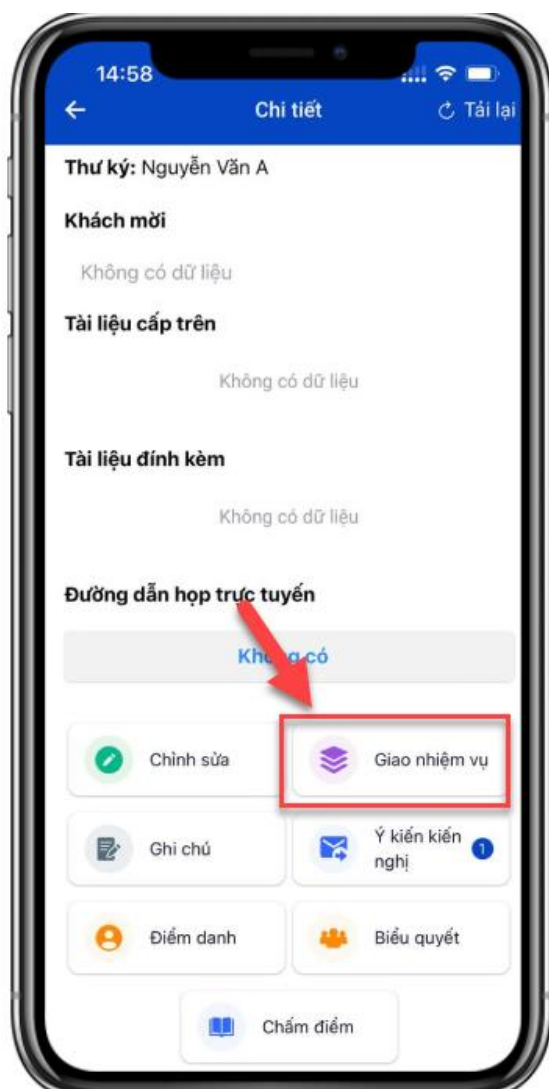 14:58
Chi tiết
Tải lại
Thư ký: Nguyễn Văn A
Khách mời
Không có dữ liệu
Tài liệu cấp trên
Không có dữ liệu
Tài liệu đính kèm
Không có dữ liệu
Đường dẫn họp trực tuyến
Không có
Chỉnh sửa
Giao nhiệm vụ
Ghi chú
Ý kiến kiến
nghị
1
Điểm danh
Biểu quyết
Chấm điểm